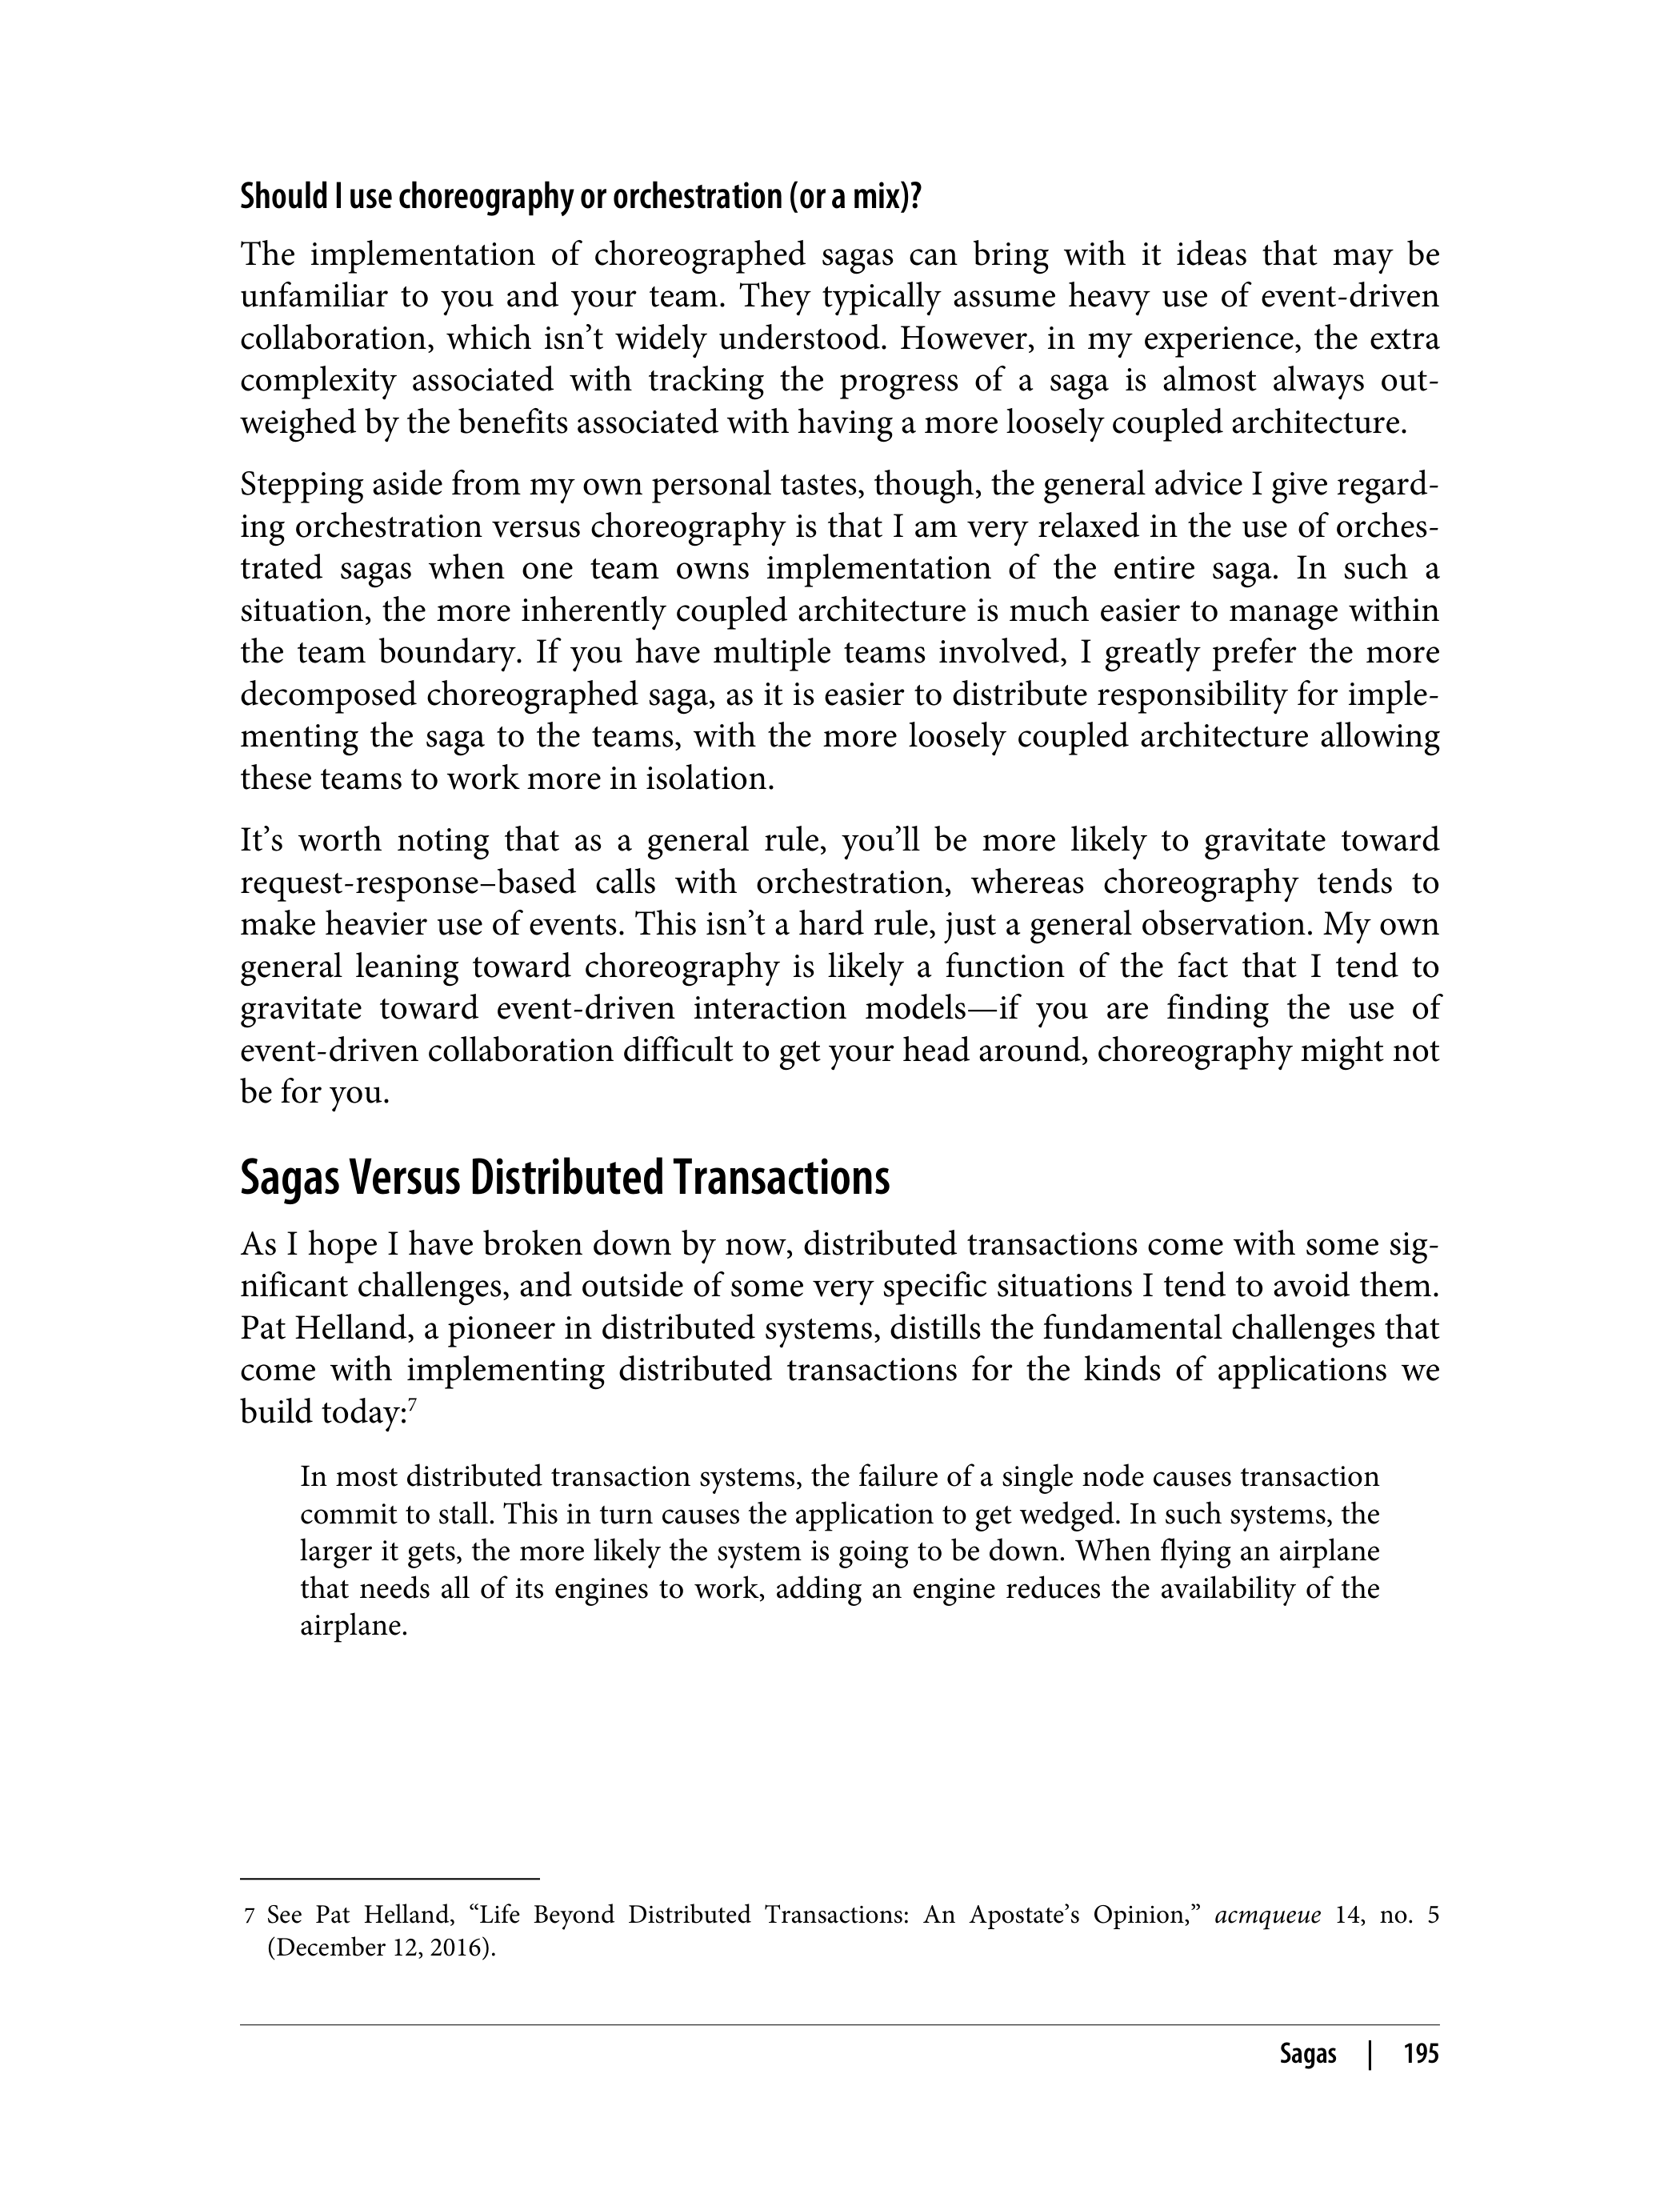 Should I use choreography or orchestration (or a mix)?
The implementation of choreographed sagas can bring with it ideas that may be
unfamiliar to you and your team. They typically assume heavy use of event-driven
collaboration, which isn’t widely understood. However, in my experience, the extra
complexity associated with tracking the progress of a saga is almost always out-
weighed by the benefits associated with having a more loosely coupled architecture.
Stepping aside from my own personal tastes, though, the general advice I give regard-
ing orchestration versus choreography is that I am very relaxed in the use of orches-
trated sagas when one team owns implementation of the entire saga. In such a
situation, the more inherently coupled architecture is much easier to manage within
the team boundary. If you have multiple teams involved, I greatly prefer the more
decomposed choreographed saga, as it is easier to distribute responsibility for imple-
menting the saga to the teams, with the more loosely coupled architecture allowing
these teams to work more in isolation.
It’s worth noting that as a general rule, you’ll be more likely to gravitate toward
request-response–based calls with orchestration, whereas choreography tends to
make heavier use of events. This isn’t a hard rule, just a general observation. My own
general leaning toward choreography is likely a function of the fact that I tend to
gravitate toward event-driven interaction models—if you are finding the use of
event-driven collaboration difficult to get your head around, choreography might not
be for you.
Sagas Versus Distributed Transactions
As I hope I have broken down by now, distributed transactions come with some sig-
nificant challenges, and outside of some very specific situations I tend to avoid them.
Pat Helland, a pioneer in distributed systems, distills the fundamental challenges that
come with implementing distributed transactions for the kinds of applications we
build today:7
In most distributed transaction systems, the failure of a single node causes transaction
commit to stall. This in turn causes the application to get wedged. In such systems, the
larger it gets, the more likely the system is going to be down. When flying an airplane
that needs all of its engines to work, adding an engine reduces the availability of the
airplane.
7 See Pat Helland, “Life Beyond Distributed Transactions: An Apostate’s Opinion,” acmqueue 14, no. 5
(December 12, 2016).
Sagas | 195